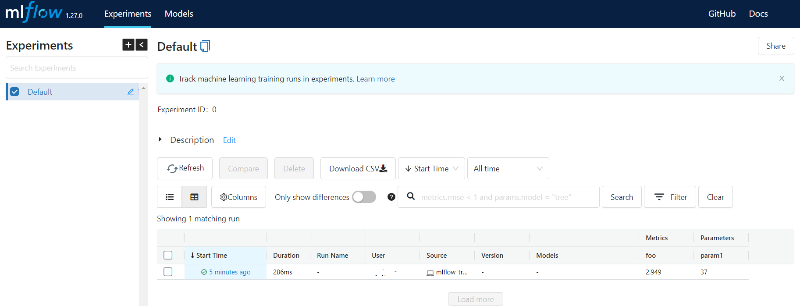 mlflow 1.27.0 Experiments Models GitHub Docs
Experiments
Search Experiments
Default
Default
Share
Track machine learning training runs in experiments. Learn more
Experiment ID: 0
Description Edit
Refresh Compare Delete Download CSV Start Time All time
Columns Only show differences metrics.rmse < 1 and params.model = "tree" Search Filter Clear
Showing 1 matching run
Metrics Parameters
Start Time Duration Run Name User Source Version Models foo param1
5 minutes ago 206ms - - mlflow_tr... - - 2.949 37
Load more